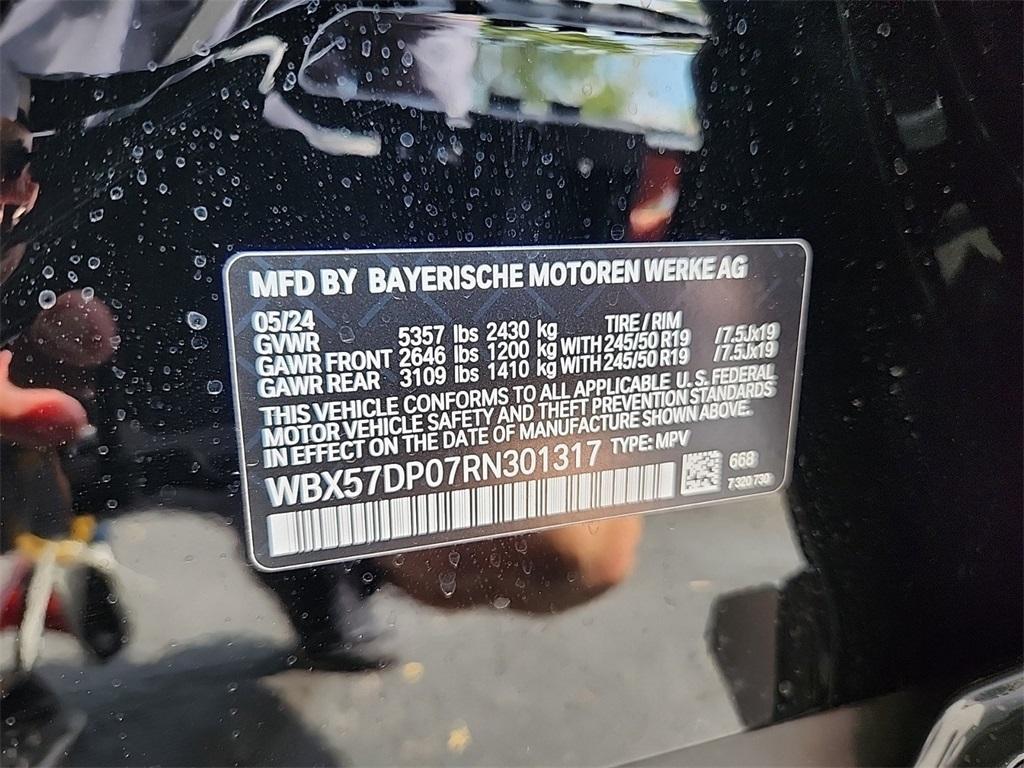 MFD BY BAYERISCHE MOTOREN WERKE AG
05/24 TIRE / RIM
GVWR 5357 lbs 2430 kg
GAWR FRONT 2646 lbs 1200 kg WITH 245/50 R19 /7.5Jx19
GAWR REAR 3109 lbs 1410 kg WITH 245/50 R19 /7.5Jx19
THIS VEHICLE CONFORMS TO ALL APPLICABLE U.S. FEDERAL
MOTOR VEHICLE SAFETY AND THEFT PREVENTION STANDARDS
IN EFFECT ON THE DATE OF MANUFACTURE SHOWN ABOVE.
WBX57DP07RN301317 TYPE: MPV
668
7 320 730